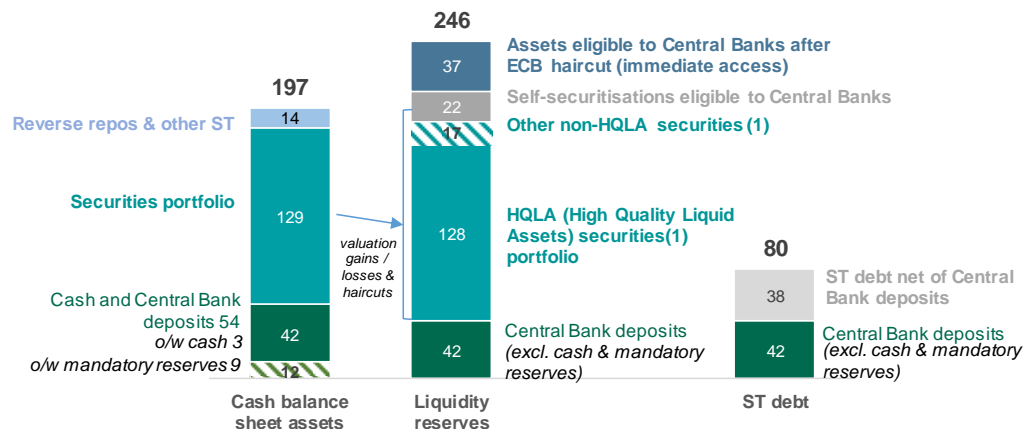 246
37
22
17
128
42
Assets eligible to Central Banks after
ECB haircut (immediate access)
Self-securitisations eligible to Central Banks
Other non-HQLA securities (1)
HQLA (High Quality Liquid
Assets) securities(1)
portfolio
Central Bank deposits
(excl. cash & mandatory
reserves)
197
14
129
42
12
Reverse repos & other ST
Securities portfolio
Cash and Central Bank
deposits 54
o/w cash 3
o/w mandatory reserves 9
valuation
gains /
losses &
haircuts
80
38
42
ST debt net of Central
Bank deposits
Central Bank deposits
(excl. cash & mandatory
reserves)
Cash balance
sheet assets
Liquidity
reserves
ST debt